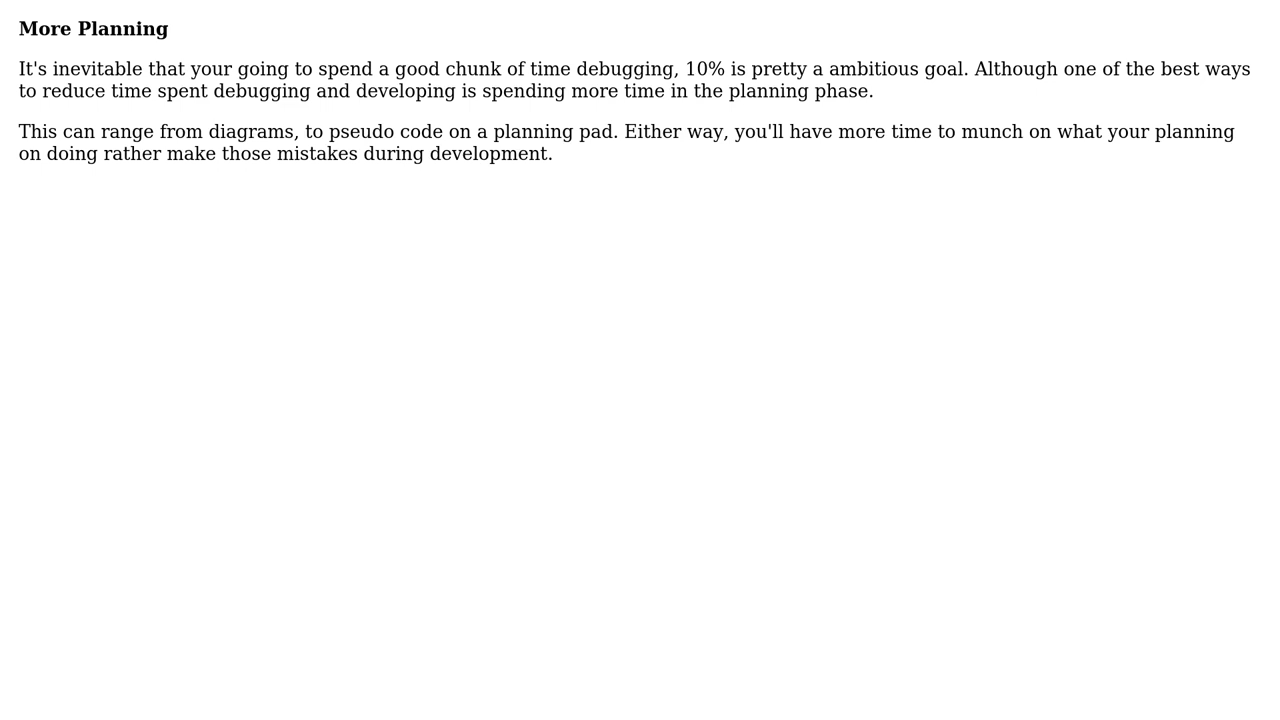 More Planning
It's inevitable that your going to spend a good chunk of time debugging, 10% is pretty a ambitious goal. Although one of the best ways
to reduce time spent debugging and developing is spending more time in the planning phase.
This can range from diagrams, to pseudo code on a planning pad. Either way, you'll have more time to munch on what your planning
on doing rather make those mistakes during development.